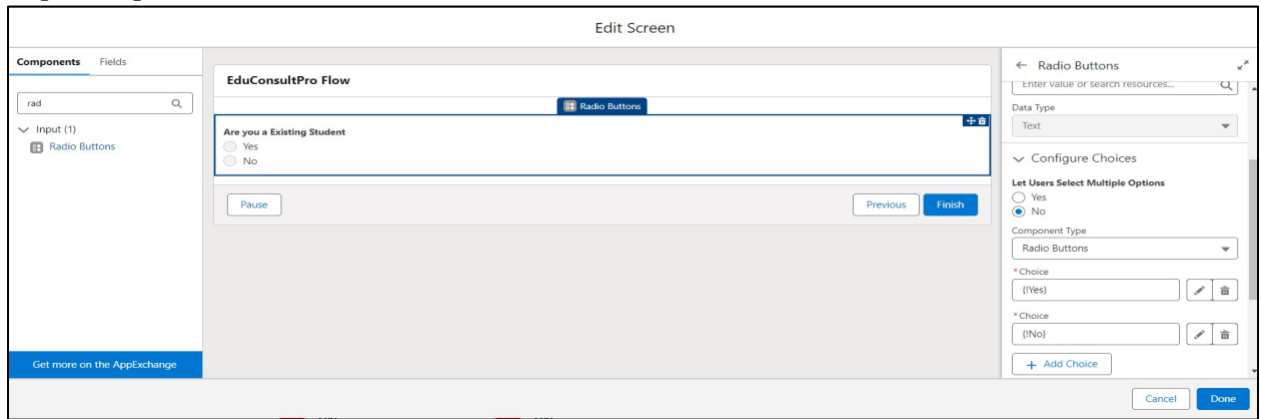 Edit Screen
Components Fields
rad
Input (1)
Radio Buttons
Get more on the AppExchange
EduConsultPro Flow
Radio Buttons
Are you a Existing Student
Yes
No
Pause
Previous
Finish
← Radio Buttons
Enter value or search resources...
Data Type
Text
Configure Choices
Let Users Select Multiple Options
Yes
No
Component Type
Radio Buttons
* Choice
{!Yes}
* Choice
{!No}
+ Add Choice
Cancel
Done